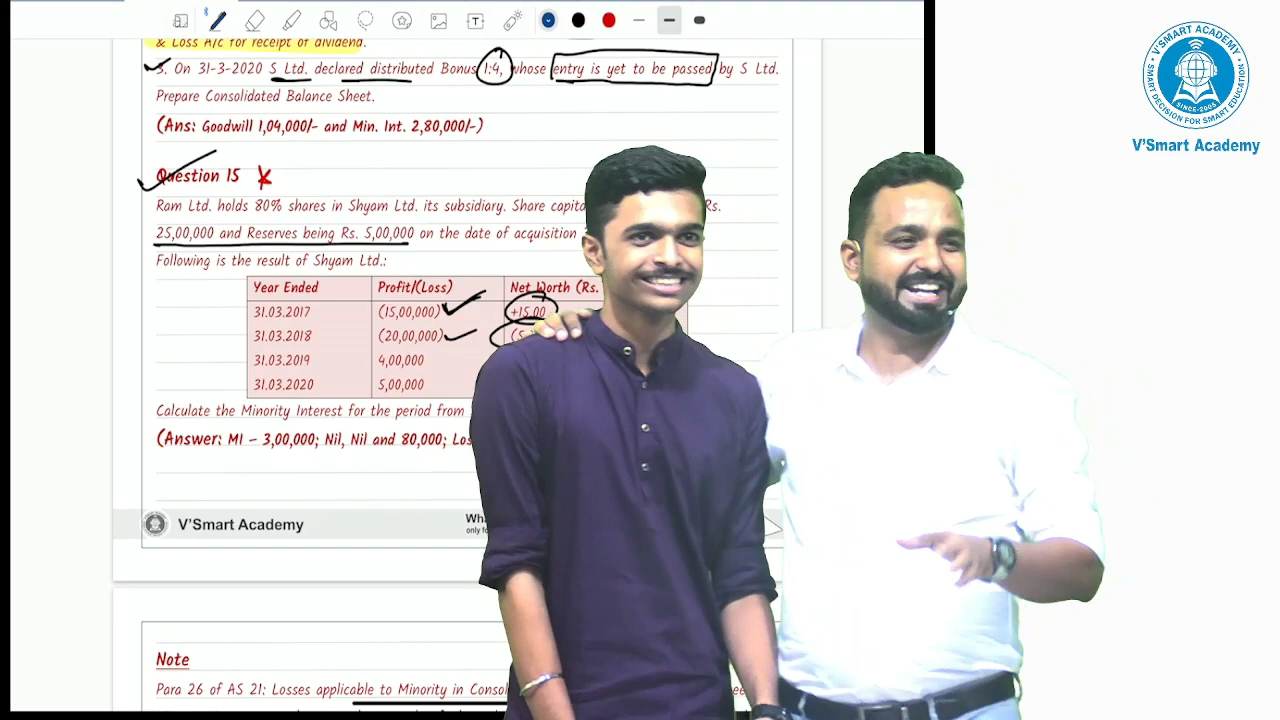 & Loss A/c for receipt of dividend.
3. On 31-3-2020 S Ltd. declared distributed Bonus 1:4, whose entry is yet to be passed by S Ltd.
Prepare Consolidated Balance Sheet.
(Ans: Goodwill 1,04,000/- and Min. Int. 2,80,000/-)
Question 15
Ram Ltd. holds 80% shares in Shyam Ltd. its subsidiary. Share Rs.
25,00,000 and Reserves being Rs. 5,00,000 on the date of acquisition
Following is the result of Shyam Ltd.:
Year Ended Profit/(Loss) Net Worth (Rs.
31.03.2017 (15,00,000) +15.00
31.03.2018 (20,00,000) (5
31.03.2019 4,00,000
31.03.2020 5,00,000
Calculate the Minority Interest for the period from
(Answer: MI – 3,00,000; Nil, Nil and 80,000;
V'Smart Academy
Note
Para 26 of AS 21: Losses applicable to Minority in
V'SMART ACADEMY
SMART DECISION FOR SMART EDUCATION
SINCE-2005
V'Smart Academy